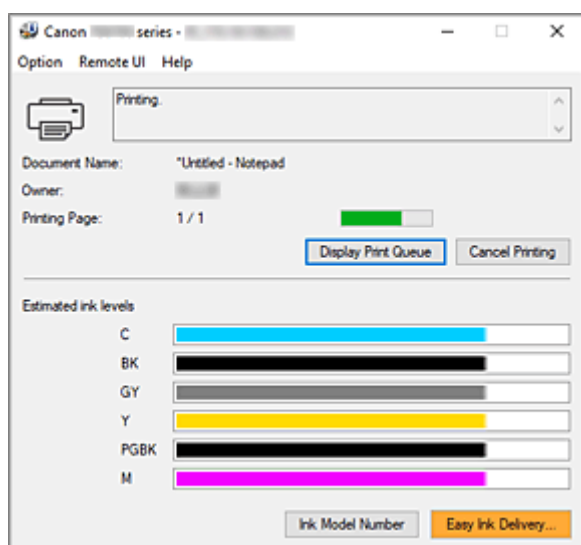 Canon series -
Option Remote UI Help
Printing.
Document Name: "Untitled - Notepad
Owner:
Printing Page: 1 / 1
Display Print Queue Cancel Printing
Estimated ink levels
C
BK
GY
Y
PGBK
M
Ink Model Number Easy Ink Delivery...